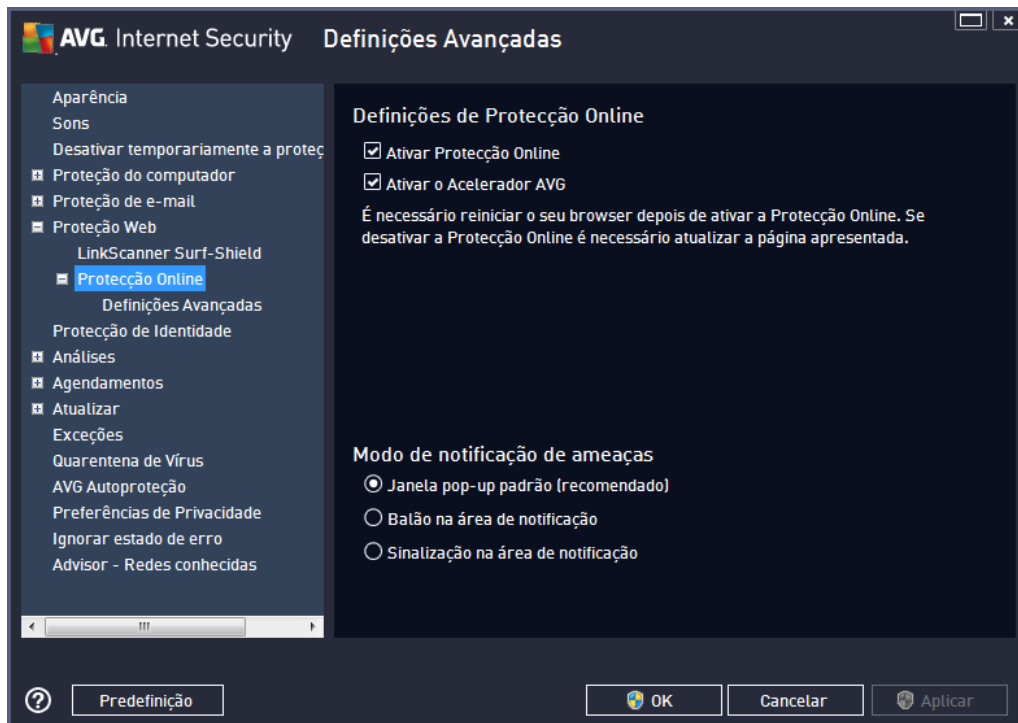 AVG. Internet Security Definições Avançadas
Aparência
Sons
Desativar temporariamente a proteç
Proteção do computador
Proteção de e-mail
Proteção Web
LinkScanner Surf-Shield
Protecção Online
Definições Avançadas
Protecção de Identidade
Análises
Agendamentos
Atualizar
Exceções
Quarentena de Vírus
AVG Autoproteção
Preferências de Privacidade
Ignorar estado de erro
Advisor - Redes conhecidas
Definições de Protecção Online
Ativar Protecção Online
Ativar o Acelerador AVG
É necessário reiniciar o seu browser depois de ativar a Protecção Online. Se
desativar a Protecção Online é necessário atualizar a página apresentada.
Modo de notificação de ameaças
Janela pop-up padrão (recomendado)
Balão na área de notificação
Sinalização na área de notificação
Predefinição
OK
Cancelar
Aplicar